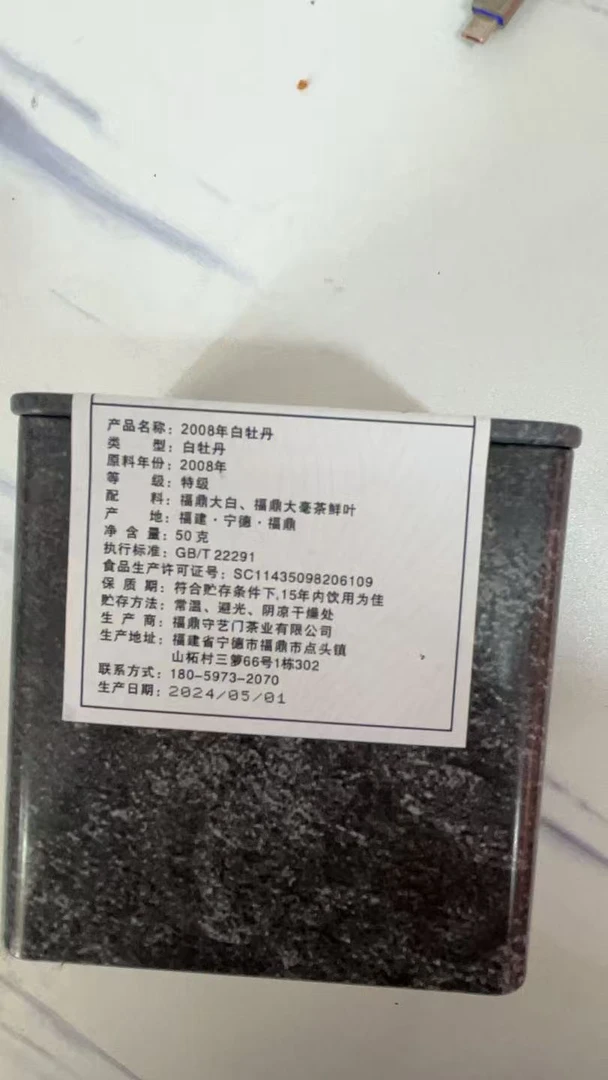 产品名称：2008年白牡丹
类 型：白牡丹
原料年份：2008年
等 级：特级
配 料：福鼎大白、福鼎大毫茶鲜叶
产 地：福建·宁德·福鼎
净 含 量：50克
执行标准：GB/T 22291
食品生产许可证号：SC11435098206109
保 质 期：符合贮存条件下,15年内饮用为佳
贮存方法：常温、避光、阴凉干燥处
生 产 商：福鼎守艺门茶业有限公司
生产地址：福建省宁德市福鼎市点头镇
山柘村三箩66号1栋302
联系方式：180-5973-2070
生产日期：2024/05/01